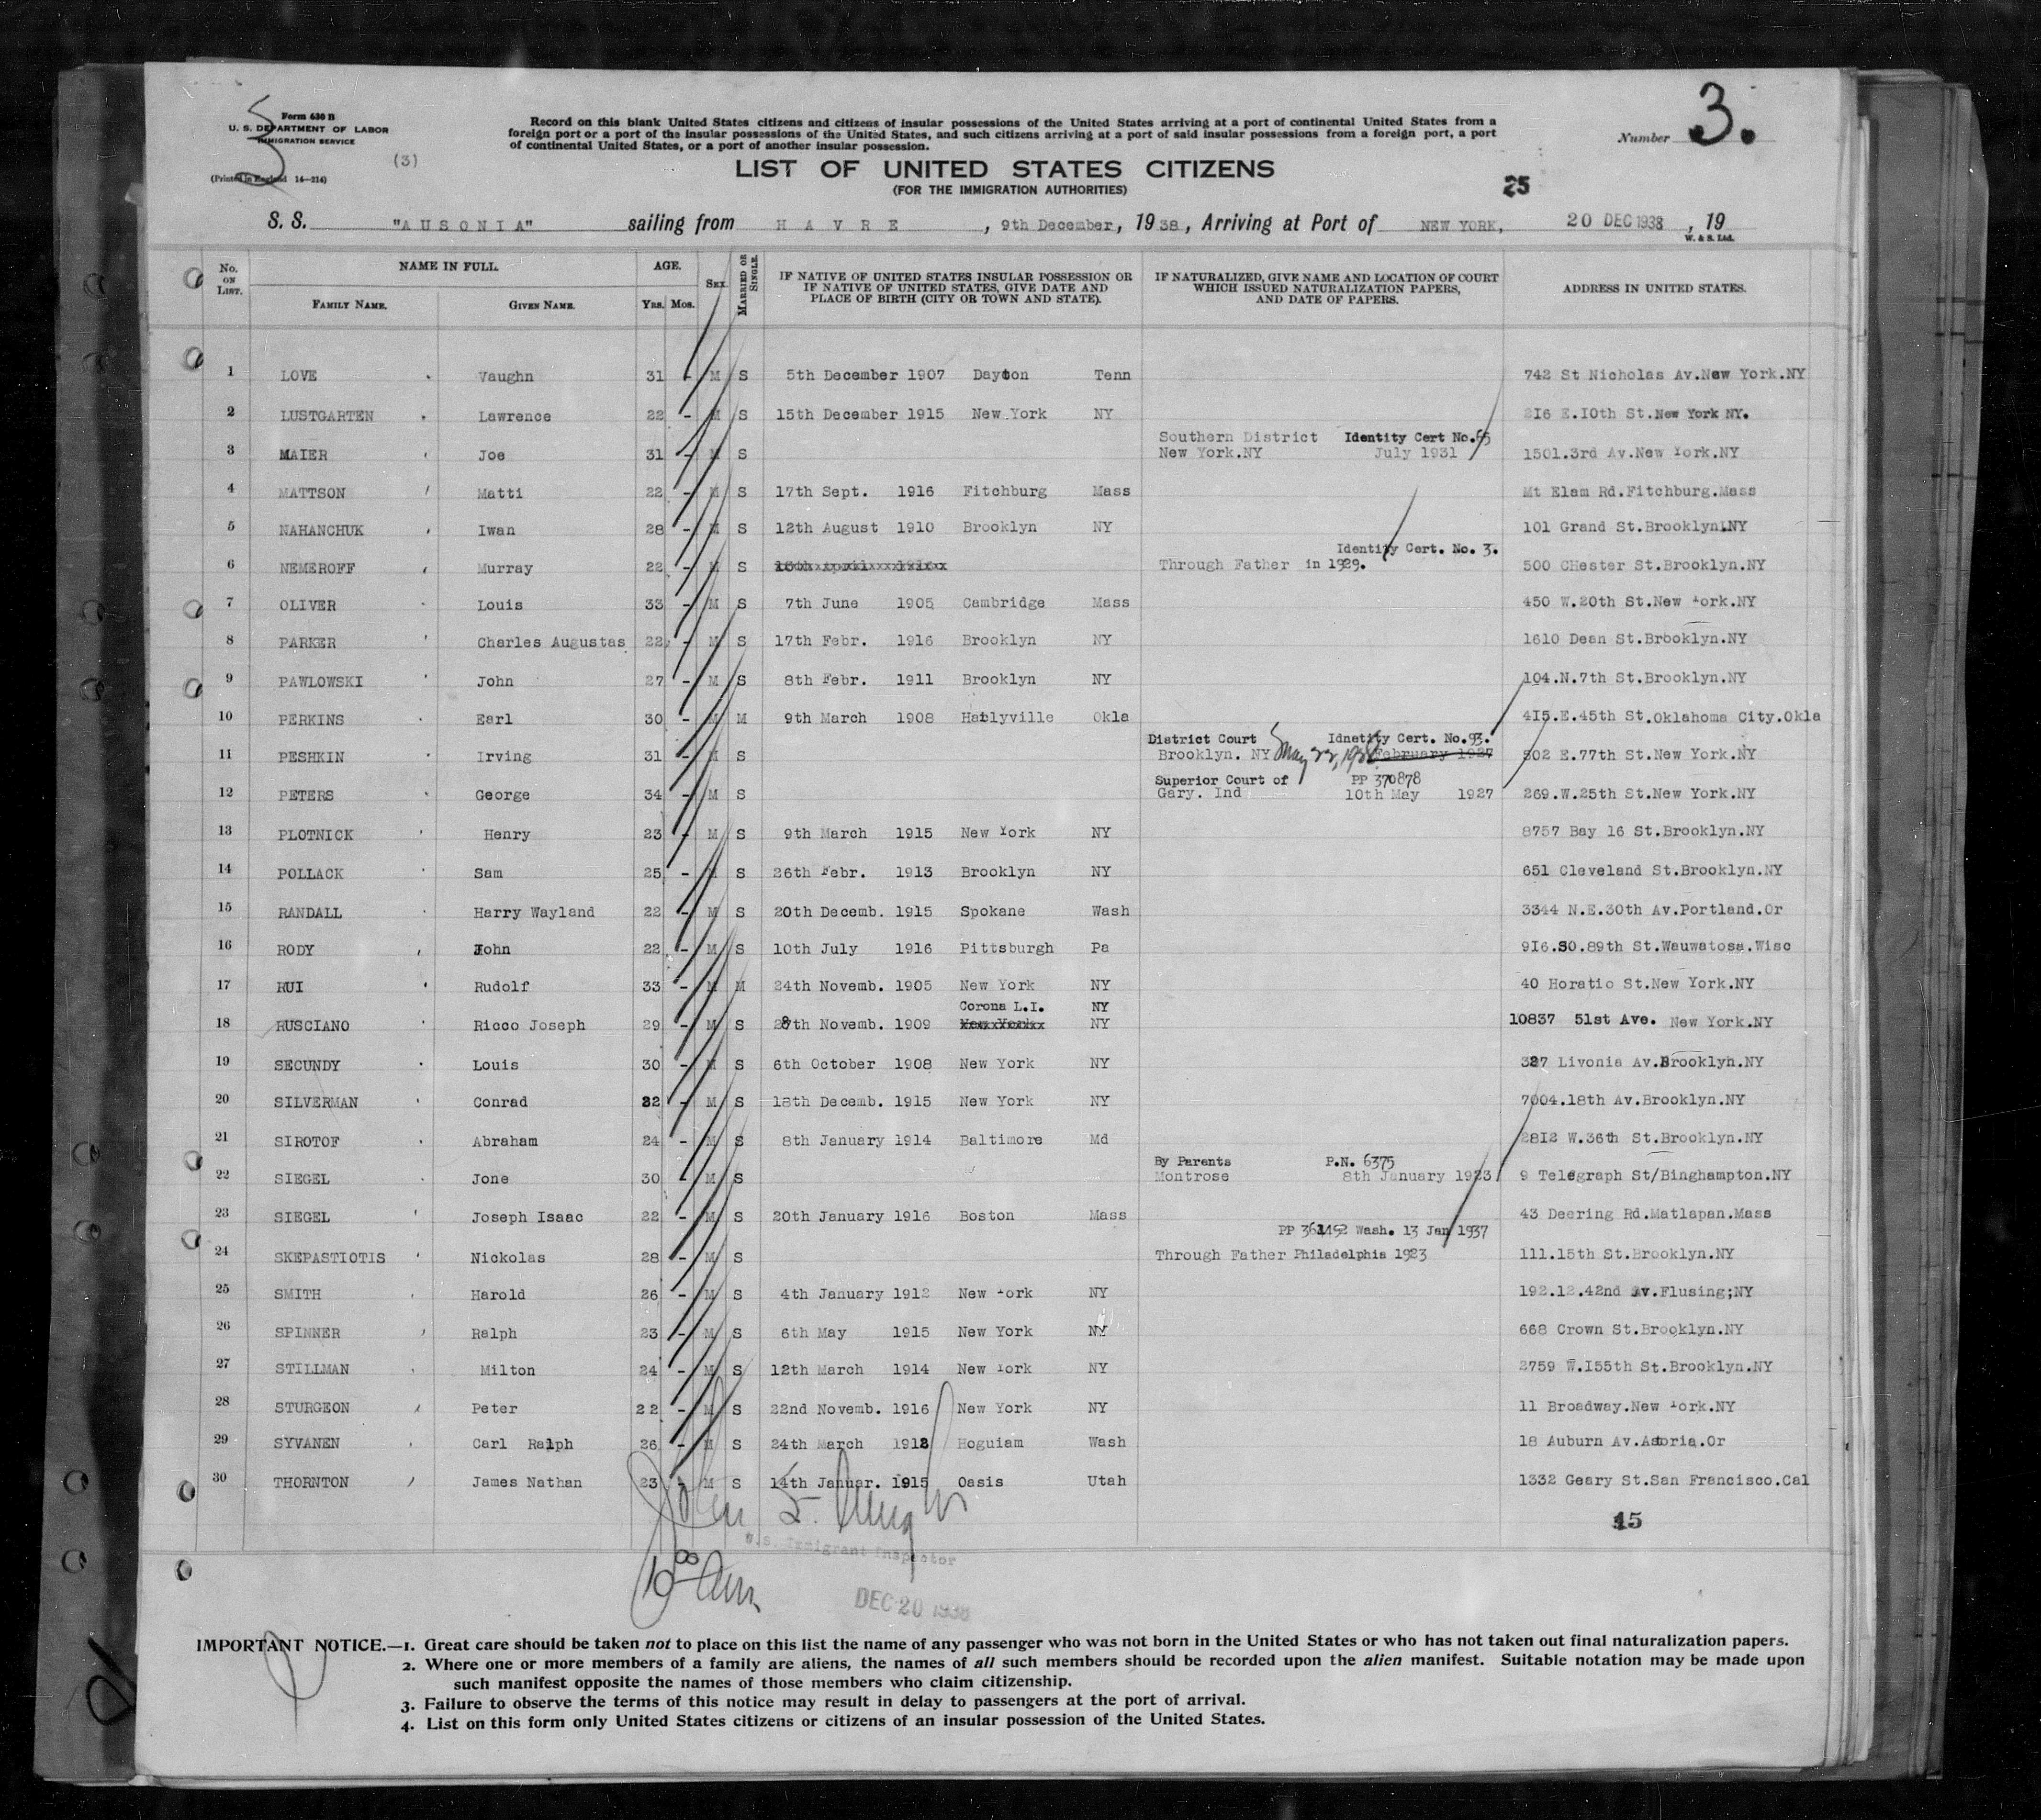 Form 630 B
U. S. DEPARTMENT OF LABOR
IMMIGRATION SERVICE
(3)
(Printed in England 14—214)
Record on this blank United States citizens and citizens of insular possessions of the United States arriving at a port of continental United States from a
foreign port or a port of the insular possessions of the United States, and such citizens arriving at a port of said insular possessions from a foreign port, a port
of continental United States, or a port of another insular possession.
Number 3.
LIST OF UNITED STATES CITIZENS
(FOR THE IMMIGRATION AUTHORITIES)
25
S. S. "AUSONIA" sailing from HAVRE, 9th December, 1938, Arriving at Port of NEW YORK, 20 DEC 1938, 19
W. & S. Ltd.
No. ON LIST. NAME IN FULL. FAMILY NAME. GIVEN NAME. AGE. YRS. MOS. SEX. MARRIED OR SINGLE. IF NATIVE OF UNITED STATES INSULAR POSSESSION OR IF NATIVE OF UNITED STATES, GIVE DATE AND PLACE OF BIRTH (CITY OR TOWN AND STATE). IF NATURALIZED, GIVE NAME AND LOCATION OF COURT WHICH ISSUED NATURALIZATION PAPERS, AND DATE OF PAPERS. ADDRESS IN UNITED STATES.
1 LOVE Vaughn 31 - M S 5th December 1907 Dayton Tenn 742 St Nicholas Av.New York.NY
2 LUSTGARTEN Lawrence 22 - M S 15th December 1915 New York NY 216 E.10th St.New York NY.
Southern District Identity Cert No.65
3 MAIER Joe 31 - M S New York.NY July 1931 1501.3rd Av.New York.NY
4 MATTSON Matti 22 - M S 17th Sept. 1916 Fitchburg Mass Mt Elam Rd.Fitchburg.Mass
5 NAHANCHUK Iwan 28 - M S 12th August 1910 Brooklyn NY 101 Grand St.Brooklyn.NY
Identity Cert. No. 3.
6 NEMEROFF Murray 22 - M S Through Father in 1929. 500 CHester St.Brooklyn.NY
7 OLIVER Louis 33 - M S 7th June 1905 Cambridge Mass 450 W.20th St.New York.NY
8 PARKER Charles Augustas 22 - M S 17th Febr. 1916 Brooklyn NY 1610 Dean St.Brooklyn.NY
9 PAWLOWSKI John 27 - M S 8th Febr. 1911 Brooklyn NY 104.N.7th St.Brooklyn.NY
10 PERKINS Earl 30 - M M 9th March 1908 Hailyville Okla 415.E.45th St.Oklahoma City.Okla
District Court Idnetity Cert. No.93.
11 PESHKIN Irving 31 - M S Brooklyn. NY May 22, 1928 February 1927 502 E.77th St.New York.NY
Superior Court of PP 370878
12 PETERS George 34 - M S Gary. Ind 10th May 1927 269.W.25th St.New York.NY
13 PLOTNICK Henry 23 - M S 9th March 1915 New York NY 8757 Bay 16 St.Brooklyn.NY
14 POLLACK Sam 25 - M S 26th Febr. 1913 Brooklyn NY 651 Cleveland St.Brooklyn.NY
15 RANDALL Harry Wayland 22 - M S 20th Decemb. 1915 Spokane Wash 3344 N.E.30th Av.Portland.Or
16 RODY John 22 - M S 10th July 1916 Pittsburgh Pa 916.SO.89th St.Wauwatosa.Wisc
17 RUI Rudolf 33 - M M 24th Novemb. 1905 New York NY 40 Horatio St.New York.NY
Corona L.I. NY
18 RUSCIANO Ricco Joseph 29 - M S 28th Novemb. 1909 New York NY 10837 51st Ave. New York.NY
19 SECUNDY Louis 30 - M S 6th October 1908 New York NY 327 Livonia Av.Brooklyn.NY
20 SILVERMAN Conrad 22 - M S 18th Decemb. 1915 New York NY 7004.18th Av.Brooklyn.NY
21 SIROTOF Abraham 24 - M S 8th January 1914 Baltimore Md 2812 W.36th St.Brooklyn.NY
By Parents P.N. 6375
22 SIEGEL Jone 30 - M S Montrose 8th January 1923 9 Telegraph St/Binghampton.NY
23 SIEGEL Joseph Isaac 22 - M S 20th January 1916 Boston Mass 43 Deering Rd.Matlapan.Mass
PP 361452 Wash. 13 Jan 1937
24 SKEPASTIOTIS Nickolas 28 - M S Through Father Philadelphia 1923 111.15th St.Brooklyn.NY
25 SMITH Harold 26 - M S 4th January 1912 New York NY 192.12.42nd Av.Flusing;NY
26 SPINNER Ralph 23 - M S 6th May 1915 New York NY 668 Crown St.Brooklyn.NY
27 STILLMAN Milton 24 - M S 12th March 1914 New York NY 2759 W.155th St.Brooklyn.NY
28 STURGEON Peter 22 - M S 22nd Novemb. 1916 New York NY 11 Broadway.New York.NY
29 SYVANEN Carl Ralph 26 - M S 24th March 1912 Hoguiam Wash 18 Auburn Av.Astoria.Or
30 THORNTON James Nathan 23 - M S 14th Januar. 1915 Oasis Utah 1332 Geary St.San Francisco.Cal
15
U.S. Immigrant Inspector
10 00 am
DEC 20 1938
IMPORTANT NOTICE.—1. Great care should be taken not to place on this list the name of any passenger who was not born in the United States or who has not taken out final naturalization papers.
2. Where one or more members of a family are aliens, the names of all such members should be recorded upon the alien manifest. Suitable notation may be made upon
such manifest opposite the names of those members who claim citizenship.
3. Failure to observe the terms of this notice may result in delay to passengers at the port of arrival.
4. List on this form only United States citizens or citizens of an insular possession of the United States.